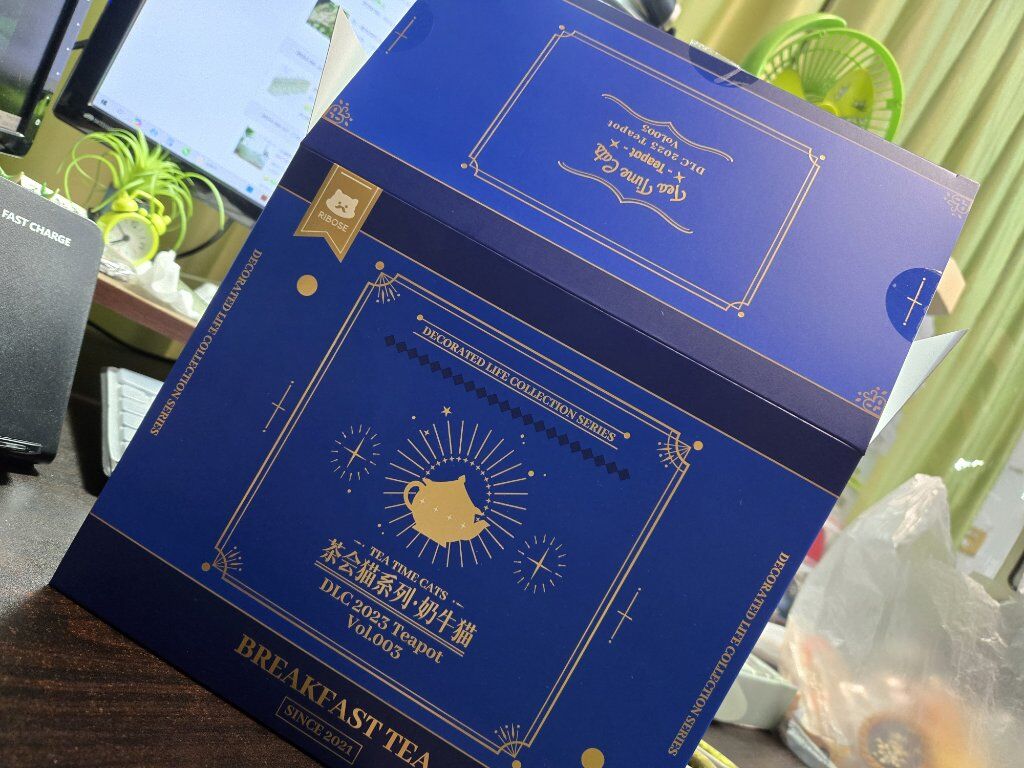 FAST CHARGE
Tea Time Cats
- Teapot -
DLC 2023 Teapot
Vol.003
RIBOSE
DECORATED LIFE COLLECTION SERIES
DECORATED LIFE COLLECTION SERIES
TEA TIME CATS
茶会猫系列·奶牛猫
DLC 2023 Teapot
Vol.003
DECORATED LIFE COLLECTION SERIES
BREAKFAST TEA
SINCE 2021